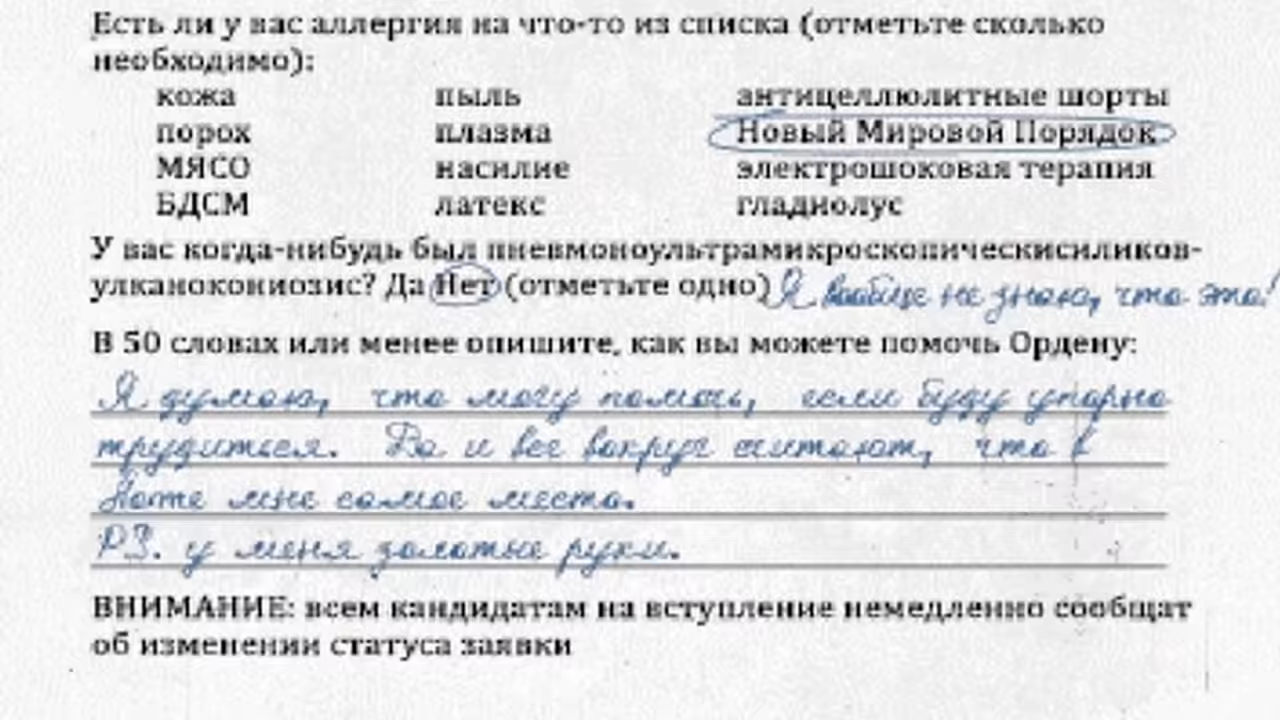 Есть ли у вас аллергия на что-то из списка (отметьте сколько
необходимо):
кожа пыль антицеллюлитные шорты
порох плазма Новый Мировой Порядок
МЯСО насилие электрошоковая терапия
БДСМ латекс гладиолус
У вас когда-нибудь был пневмоноультрамикроскопическисиликов-
улканокониозис? Да Нет (отметьте одно) Я вообще не знаю, что это!
В 50 словах или менее опишите, как вы можете помочь Ордену:
Я думаю, что могу помочь, если буду упорно
трудиться. Да и все вокруг считают, что в
мне самое место.
P.S. у меня золотые руки.
ВНИМАНИЕ: всем кандидатам на вступление немедленно сообщат
об изменении статуса заявки